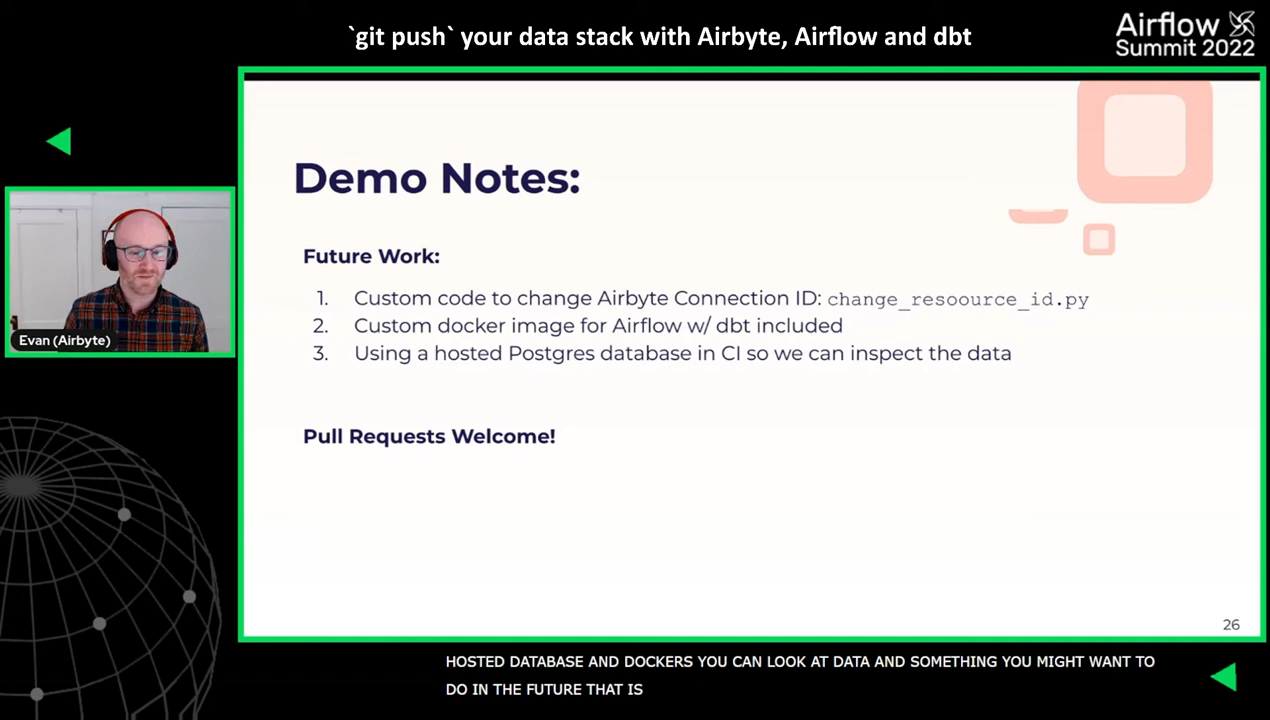 `git push` your data stack with Airbyte, Airflow and dbt
Airflow
Summit 2022
Demo Notes:
Future Work:
1. Custom code to change Airbyte Connection ID: change_resoource_id.py
2. Custom docker image for Airflow w/ dbt included
3. Using a hosted Postgres database in CI so we can inspect the data
Pull Requests Welcome!
Evan (Airbyte)
26
HOSTED DATABASE AND DOCKERS YOU CAN LOOK AT DATA AND SOMETHING YOU MIGHT WANT TO
DO IN THE FUTURE THAT IS